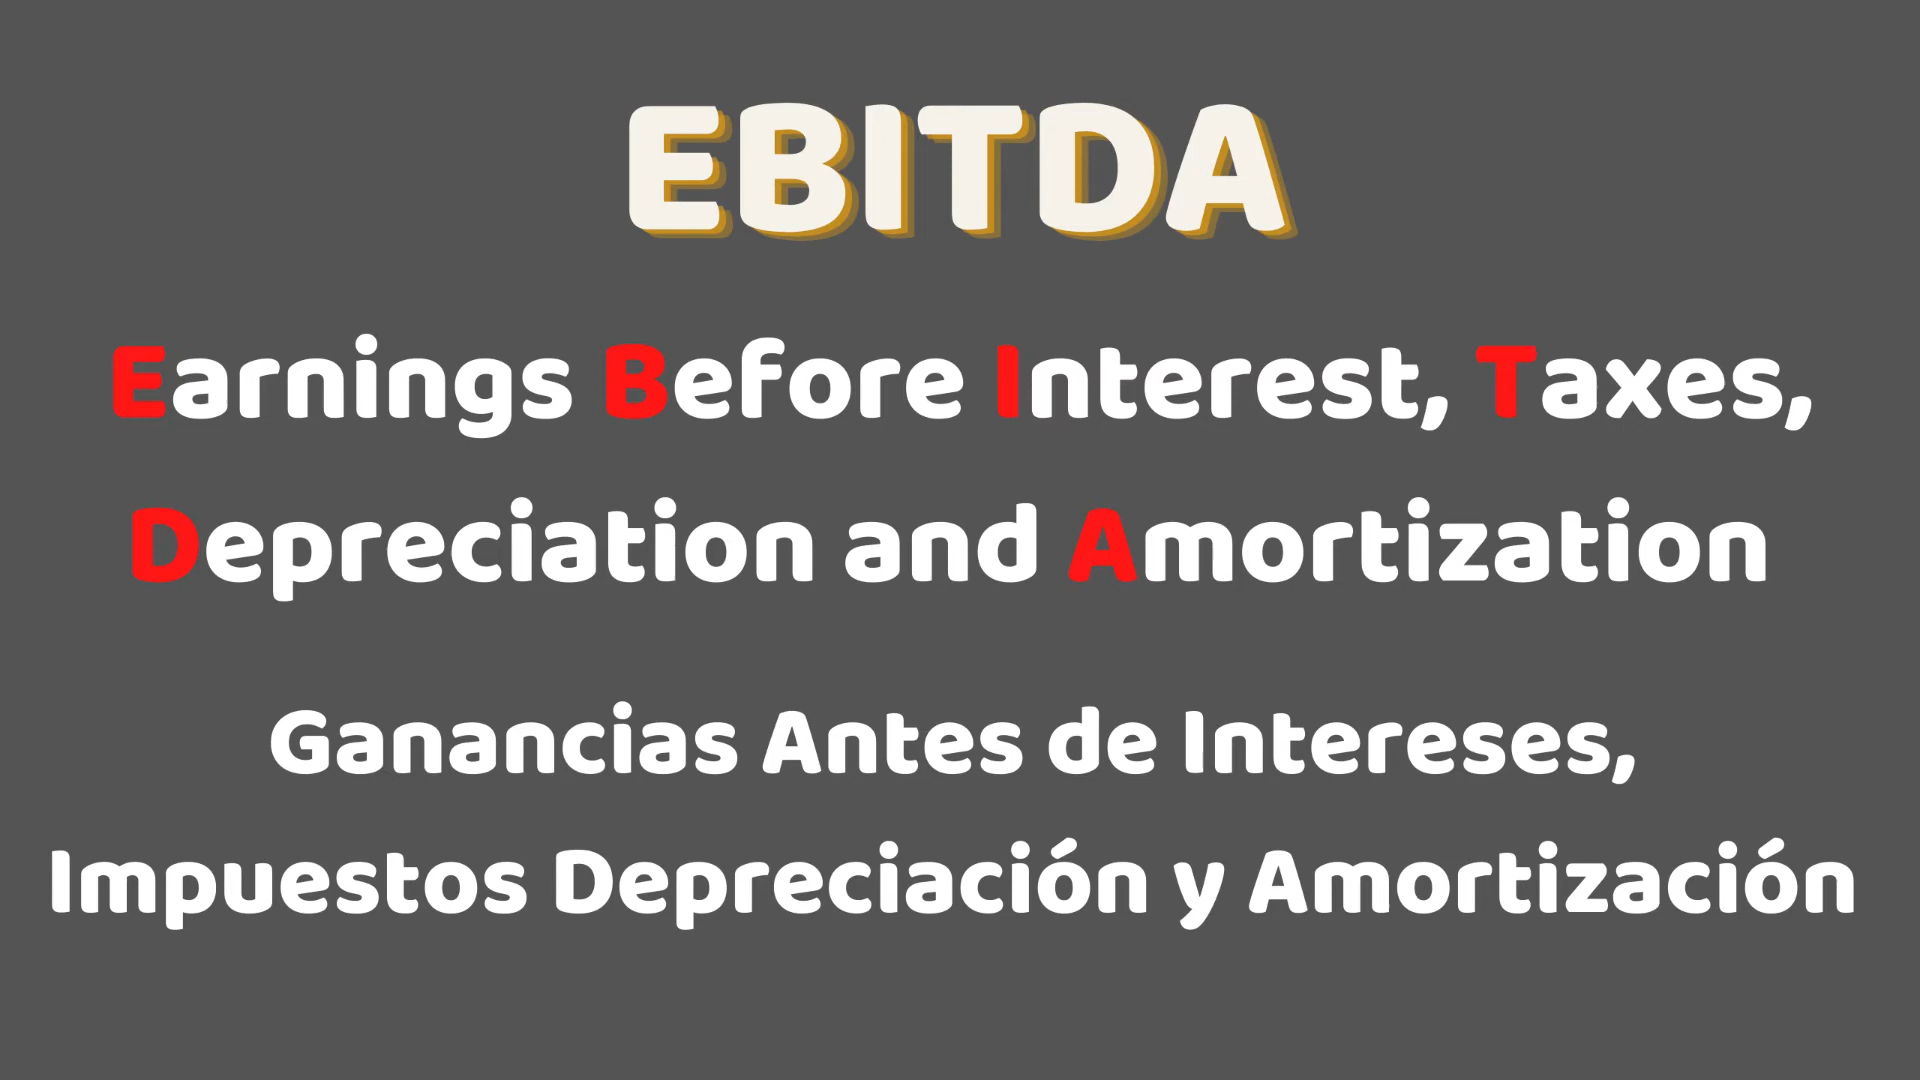 EBITDA
Earnings Before Interest, Taxes,
Depreciation and Amortization
Ganancias Antes de Intereses,
Impuestos Depreciación y Amortización